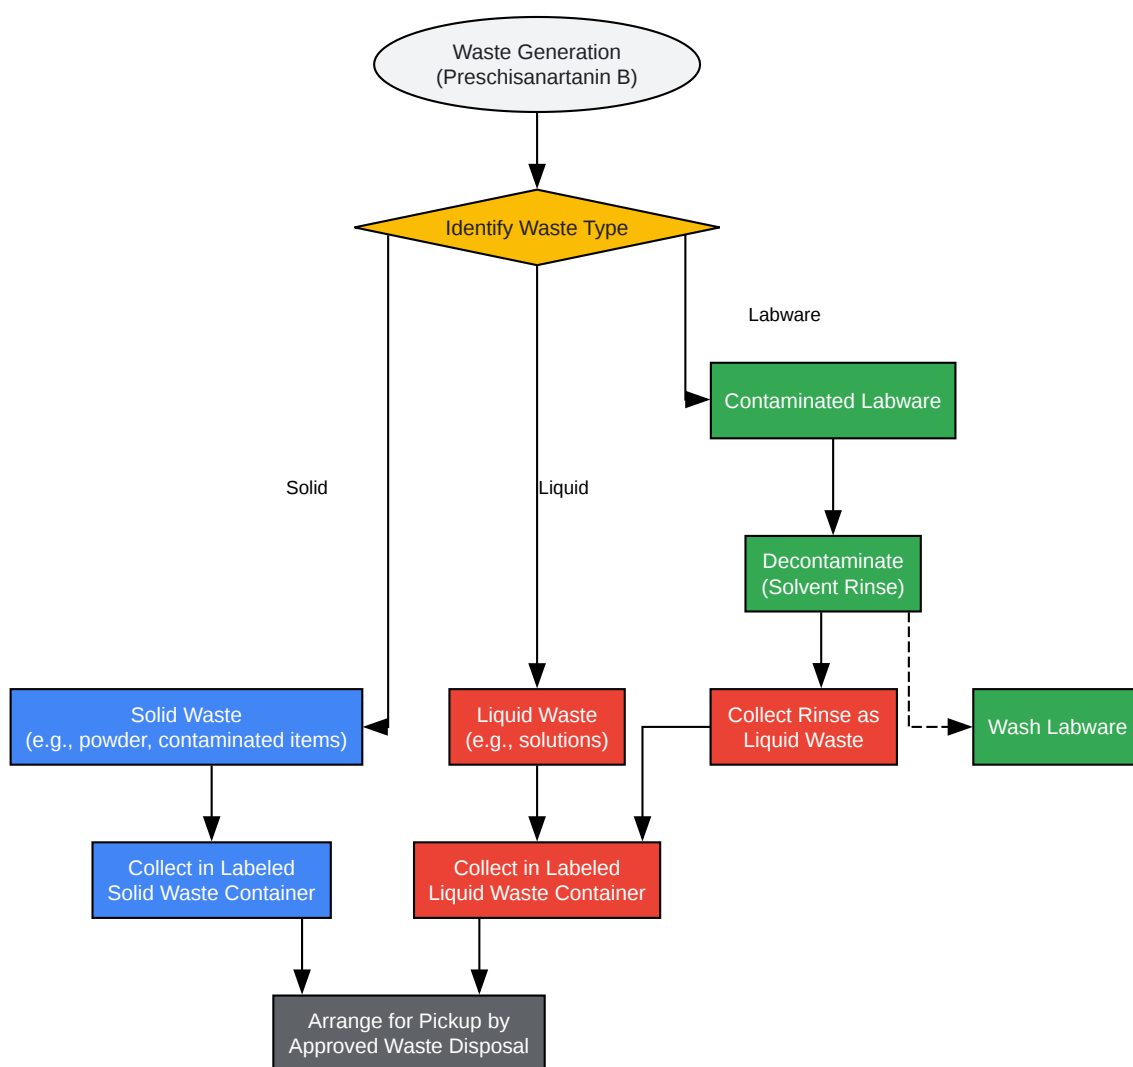 Waste Generation
(Preschisanartanin B)
Identify Waste Type
Labware
Contaminated Labware
Solid
Liquid
Decontaminate
(Solvent Rinse)
Solid Waste
(e.g., powder, contaminated items)
Liquid Waste
(e.g., solutions)
Collect Rinse as
Liquid Waste
Wash Labware
Collect in Labeled
Solid Waste Container
Collect in Labeled
Liquid Waste Container
Arrange for Pickup by
Approved Waste Disposal